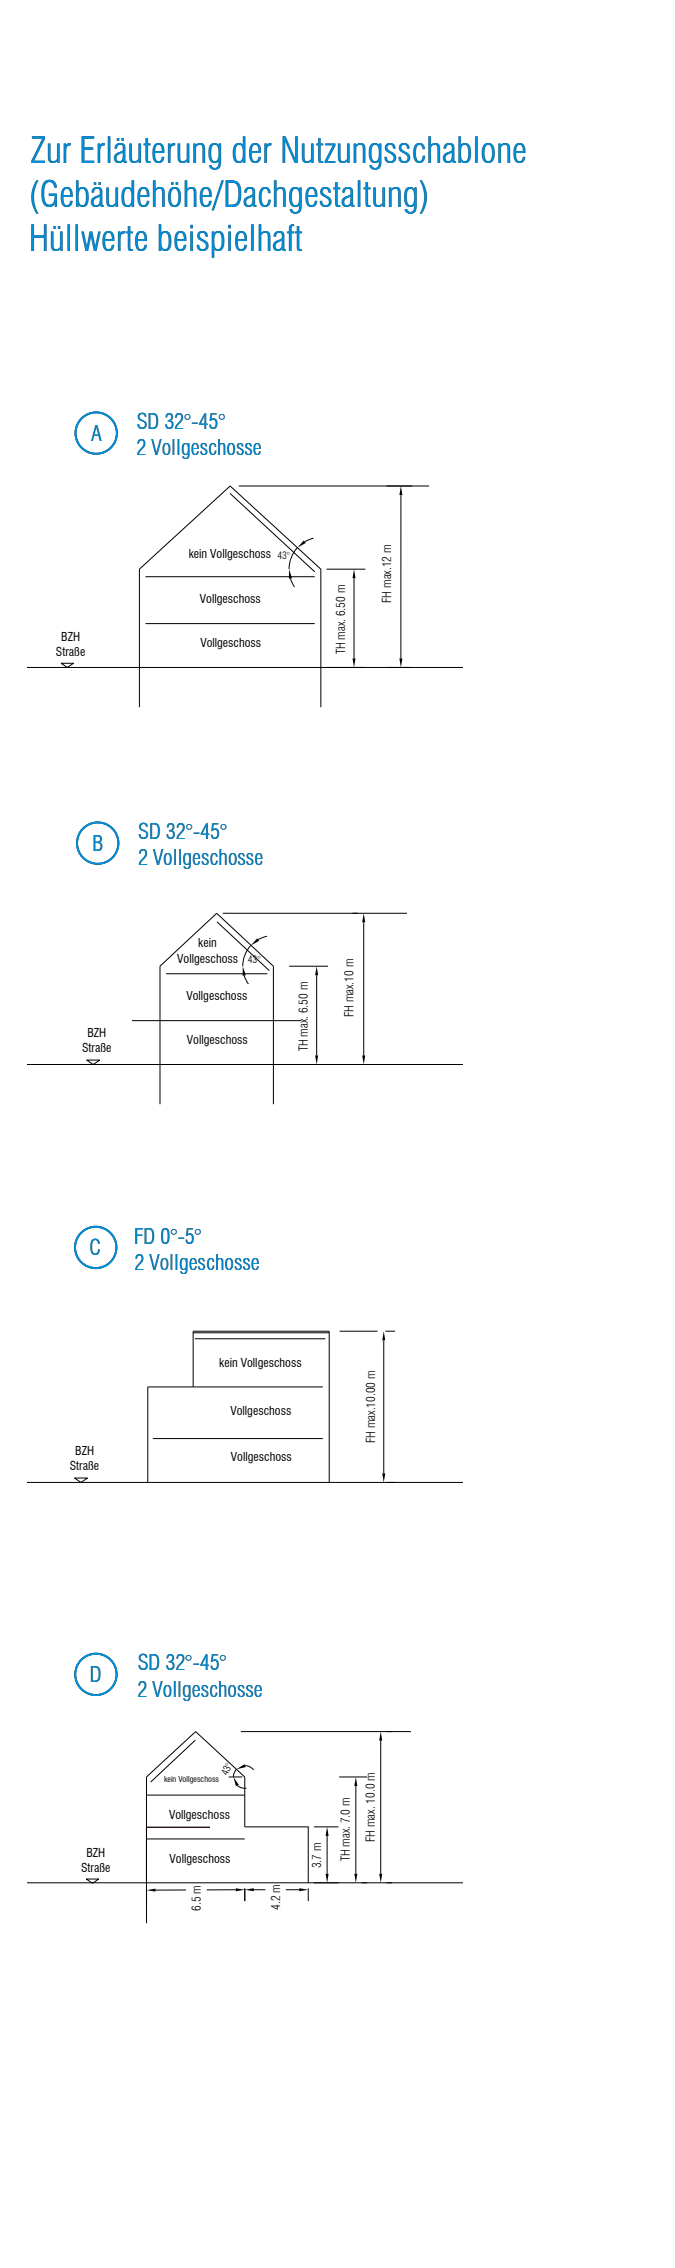 Zur Erläuterung der Nutzungsschablone
(Gebäudehöhe/Dachgestaltung)
Hüllwerte beispielhaft
A
SD 32°-45°
2 Vollgeschosse
kein Vollgeschoss
43°
Vollgeschoss
Vollgeschoss
BZH
Straße
TH max. 6.50 m
FH max.12 m
B
SD 32°-45°
2 Vollgeschosse
kein
Vollgeschoss
43°
Vollgeschoss
Vollgeschoss
BZH
Straße
TH max. 6.50 m
FH max.10 m
C
FD 0°-5°
2 Vollgeschosse
kein Vollgeschoss
Vollgeschoss
Vollgeschoss
BZH
Straße
FH max.10.00 m
D
SD 32°-45°
2 Vollgeschosse
43°
kein Vollgeschoss
Vollgeschoss
Vollgeschoss
BZH
Straße
3.7 m
TH max. 7.0 m
FH max. 10.0 m
6.5 m
4.2 m